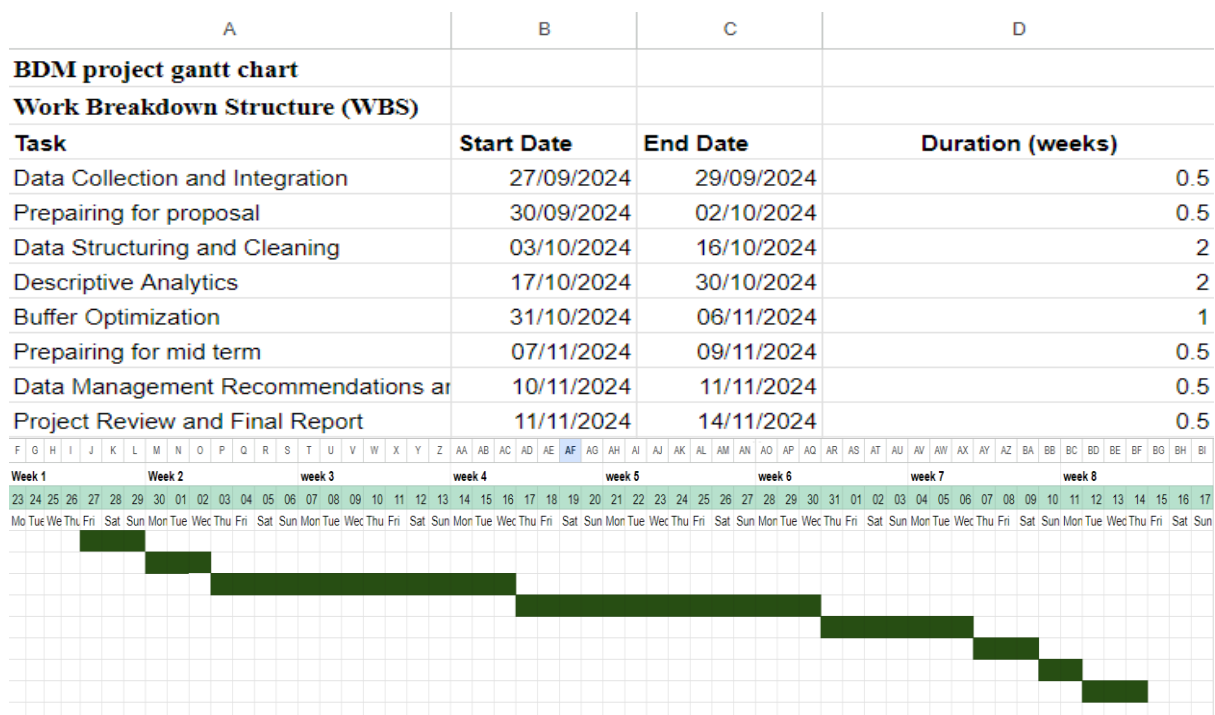 A B C D
BDM project gantt chart
Work Breakdown Structure (WBS)
Task Start Date End Date Duration (weeks)
Data Collection and Integration 27/09/2024 29/09/2024 0.5
Prepairing for proposal 30/09/2024 02/10/2024 0.5
Data Structuring and Cleaning 03/10/2024 16/10/2024 2
Descriptive Analytics 17/10/2024 30/10/2024 2
Buffer Optimization 31/10/2024 06/11/2024 1
Prepairing for mid term 07/11/2024 09/11/2024 0.5
Data Management Recommendations ar 10/11/2024 11/11/2024 0.5
Project Review and Final Report 11/11/2024 14/11/2024 0.5
F G H I J K L M N O P Q R S T U V W X Y Z AA AB AC AD AE AF AG AH AI AJ AK AL AM AN AO AP AQ AR AS AT AU AV AW AX AY AZ BA BB BC BD BE BF BG BH BI
Week 1 Week 2 week 3 week 4 week 5 week 6 week 7 week 8
23 24 25 26 27 28 29 30 01 02 03 04 05 06 07 08 09 10 11 12 13 14 15 16 17 18 19 20 21 22 23 24 25 26 27 28 29 30 31 01 02 03 04 05 06 07 08 09 10 11 12 13 14 15 16 17
Mo Tue We Thu Fri Sat Sun Mon Tue Wed Thu Fri Sat Sun Mon Tue Wed Thu Fri Sat Sun Mon Tue Wed Thu Fri Sat Sun Mon Tue Wed Thu Fri Sat Sun Mon Tue Wed Thu Fri Sat Sun Mon Tue Wed Thu Fri Sat Sun Mon Tue Wed Thu Fri Sat Sun